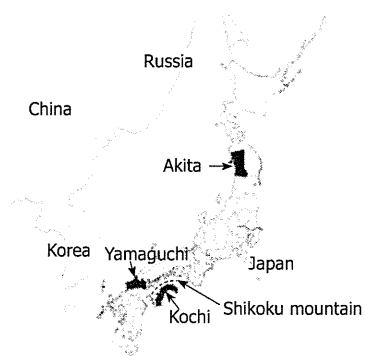 Russia
China
Akita
Korea
Yamaguchi
Japan
Shikoku mountain
Kochi